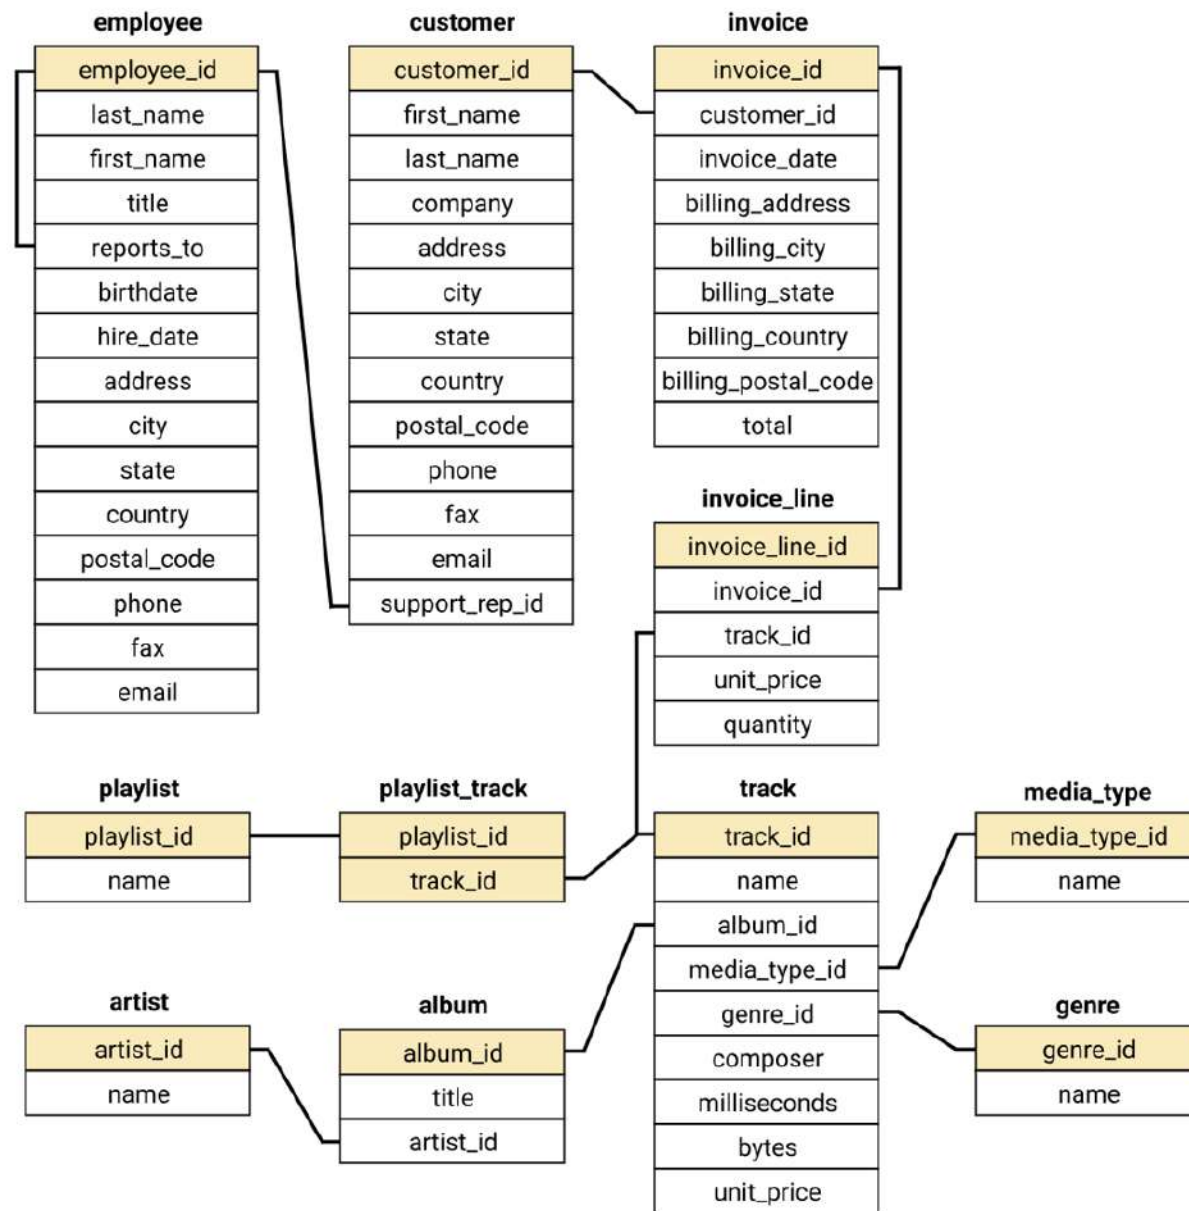 employee
employee_id
last_name
first_name
title
reports_to
birthdate
hire_date
address
city
state
country
postal_code
phone
fax
email
customer
customer_id
first_name
last_name
company
address
city
state
country
postal_code
phone
fax
email
support_rep_id
invoice
invoice_id
customer_id
invoice_date
billing_address
billing_city
billing_state
billing_country
billing_postal_code
total
invoice_line
invoice_line_id
invoice_id
track_id
unit_price
quantity
playlist
playlist_id
name
playlist_track
playlist_id
track_id
track
track_id
name
album_id
media_type_id
genre_id
composer
milliseconds
bytes
unit_price
media_type
media_type_id
name
artist
artist_id
name
album
album_id
title
artist_id
genre
genre_id
name